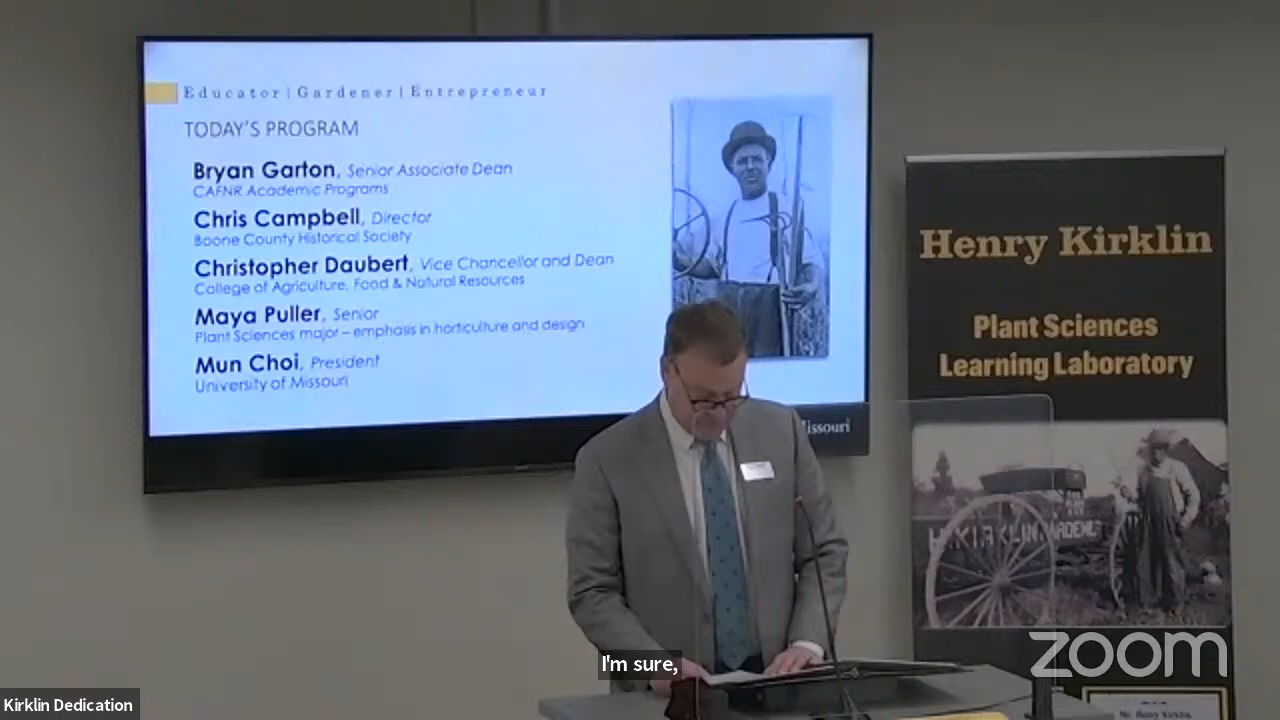 Educator | Gardener | Entrepreneur
TODAY'S PROGRAM
Bryan Garton, Senior Associate Dean
CAFNR Academic Programs
Chris Campbell, Director
Boone County Historical Society
Christopher Daubert, Vice Chancellor and Dean
College of Agriculture, Food & Natural Resources
Maya Puller, Senior
Plant Sciences major – emphasis in horticulture and design
Mun Choi, President
University of Missouri
Missouri
Henry Kirklin
Plant Sciences
Learning Laboratory
H. KIRKLIN
I'm sure,
zoom
Kirklin Dedication